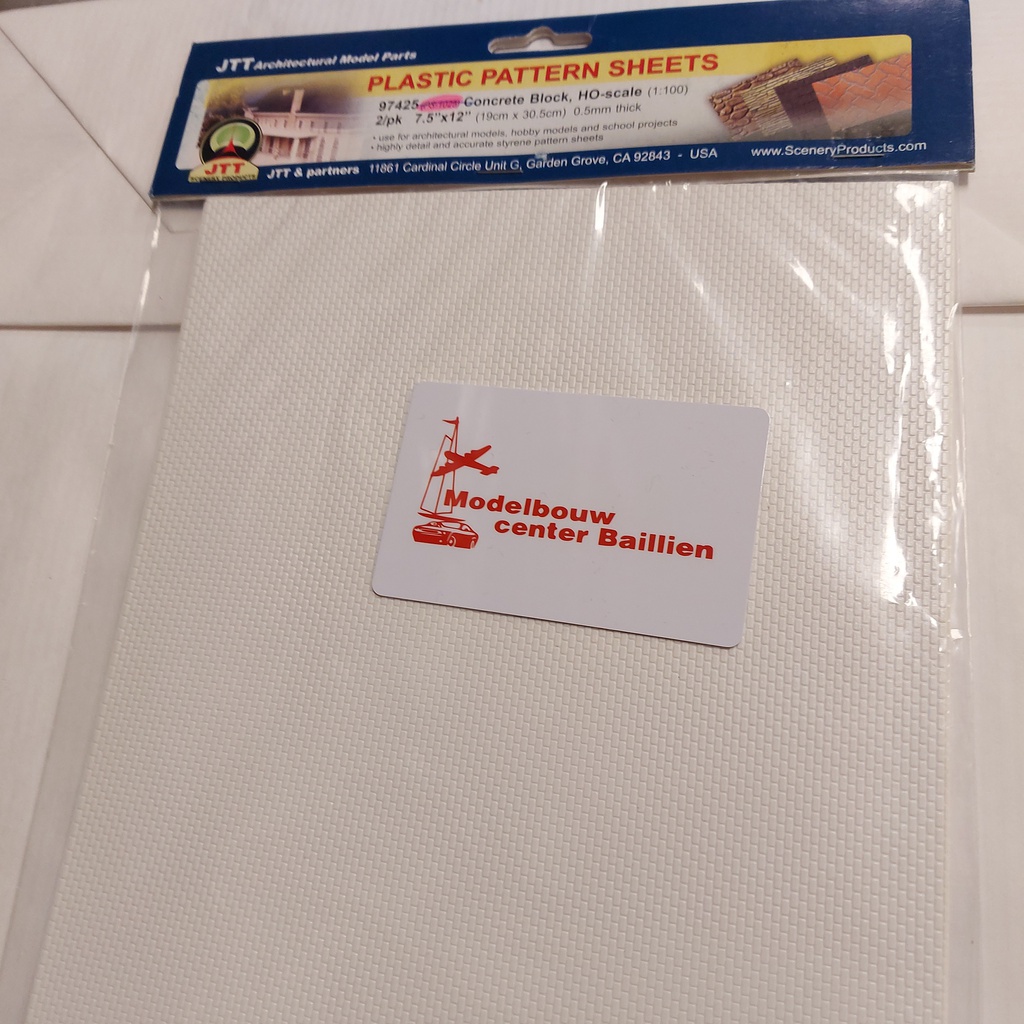 JTT Architectural Model Parts
PLASTIC PATTERN SHEETS
97425 Concrete Block, HO-scale (1:100)
2/pk 7.5"x12" (19cm x 30.5cm) 0.5mm thick
• use for architectural models, hobby models and school projects
• highly detail and accurate styrene pattern sheets
JTT
SCENERY PRODUCTS
JTT & partners 11861 Cardinal Circle Unit G, Garden Grove, CA 92843 - USA www.SceneryProducts.com
Modelbouw
center Baillien